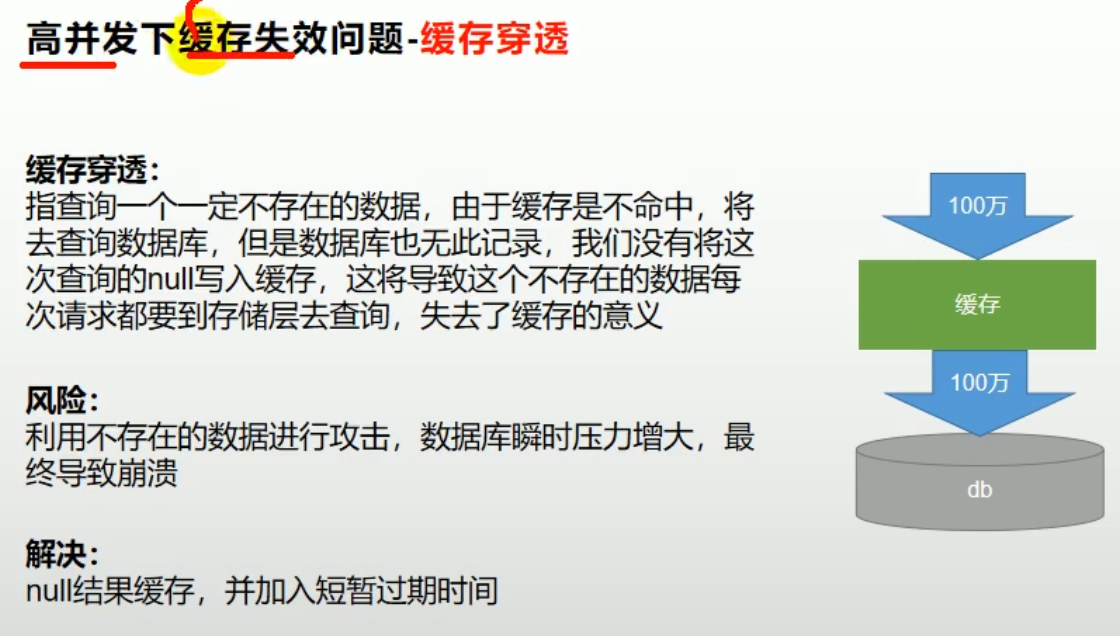 高并发下缓存失效问题-缓存穿透
缓存穿透：
指查询一个一定不存在的数据，由于缓存是不命中，将
去查询数据库，但是数据库也无此记录，我们没有将这
次查询的null写入缓存，这将导致这个不存在的数据每
次请求都要到存储层去查询，失去了缓存的意义
风险：
利用不存在的数据进行攻击，数据库瞬时压力增大，最
终导致崩溃
解决：
null结果缓存，并加入短暂过期时间
100万
缓存
100万
db